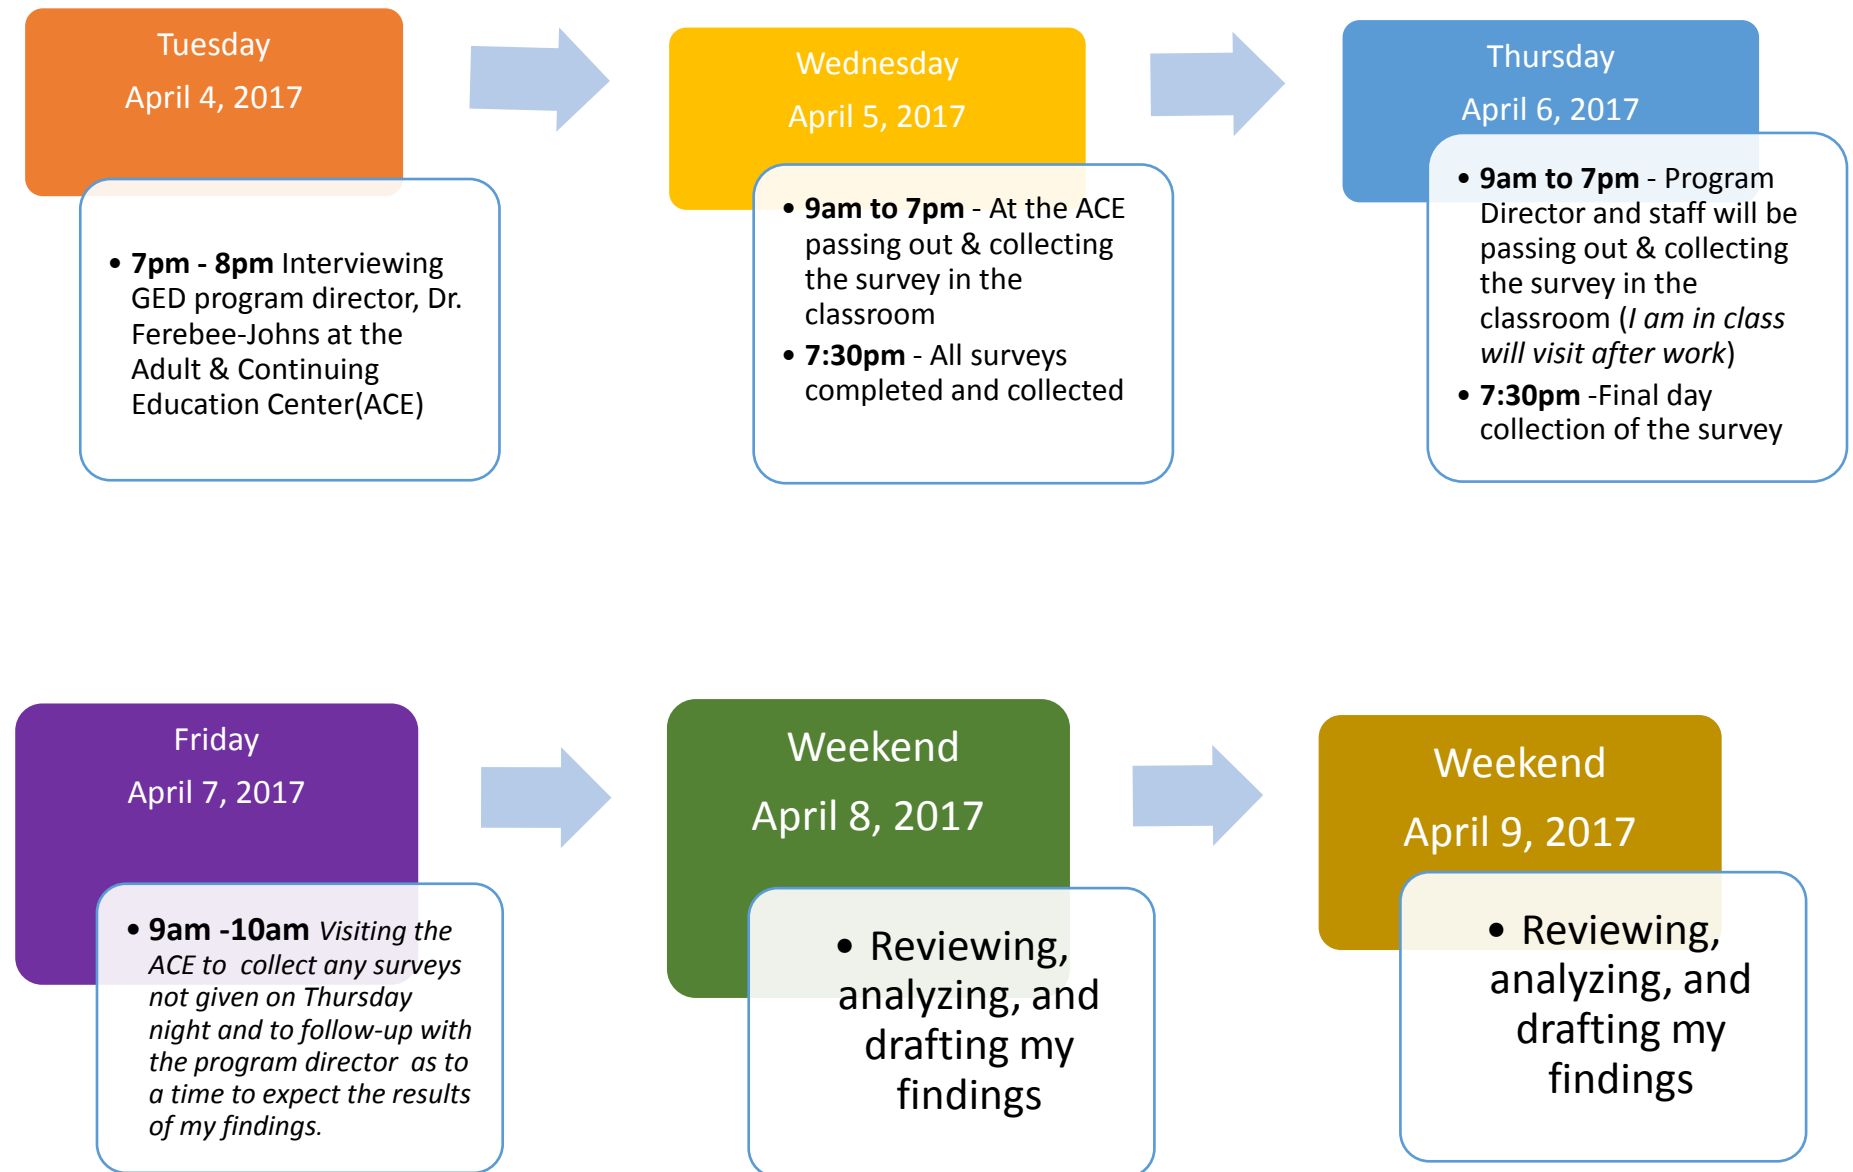 Tuesday
April 4, 2017
• 7pm - 8pm Interviewing
GED program director, Dr.
Ferebee-Johns at the
Adult & Continuing
Education Center(ACE)
Wednesday
April 5, 2017
• 9am to 7pm - At the ACE
passing out & collecting
the survey in the
classroom
• 7:30pm - All surveys
completed and collected
Thursday
April 6, 2017
• 9am to 7pm - Program
Director and staff will be
passing out & collecting
the survey in the
classroom (I am in class
will visit after work)
• 7:30pm -Final day
collection of the survey
Friday
April 7, 2017
• 9am -10am Visiting the
ACE to  collect any surveys
not given on Thursday
night and to follow-up with
the program director  as to
a time to expect the results
of my findings.
Weekend
April 8, 2017
• Reviewing,
analyzing, and
drafting my
findings
Weekend
April 9, 2017
• Reviewing,
analyzing, and
drafting my
findings